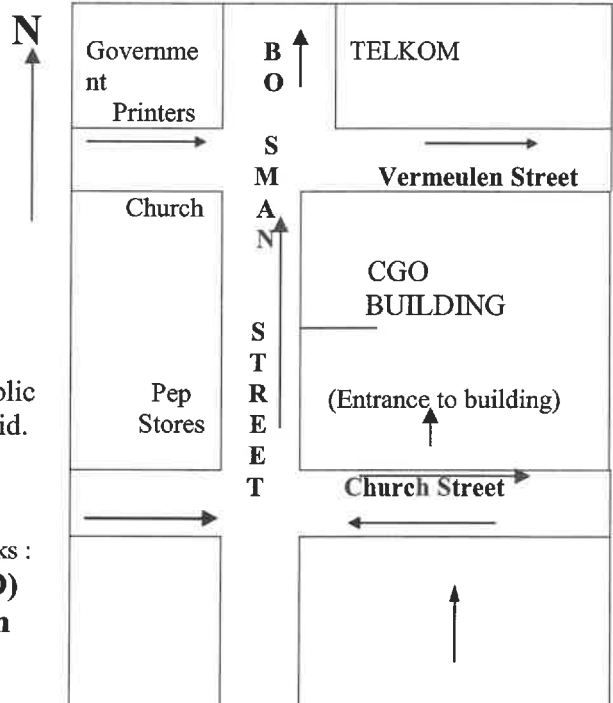 N
Governme
nt
Printers
B
O
S
M
A
N
TELKOM
Vermeulen Street
Church
CGO
BUILDING
S
T
R
E
E
T
Pep
Stores
(Entrance to building)
Church Street